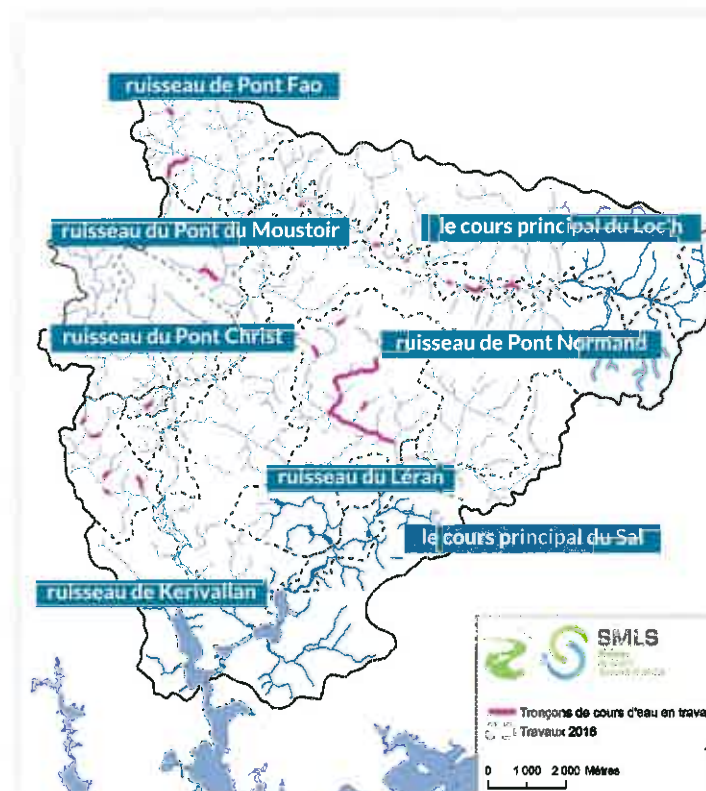 ruisseau de Pont Fao
ruisseau du Pont du Moustoir
le cours principal du Loc'h
ruisseau du Pont Christ
ruisseau de Pont Normand
ruisseau du Léran
le cours principal du Sal
ruisseau de Kerivallan
SMLS
Tronçons de cours d'eau en trava
Travaux 2016
0 1 000 2 000 Mètres